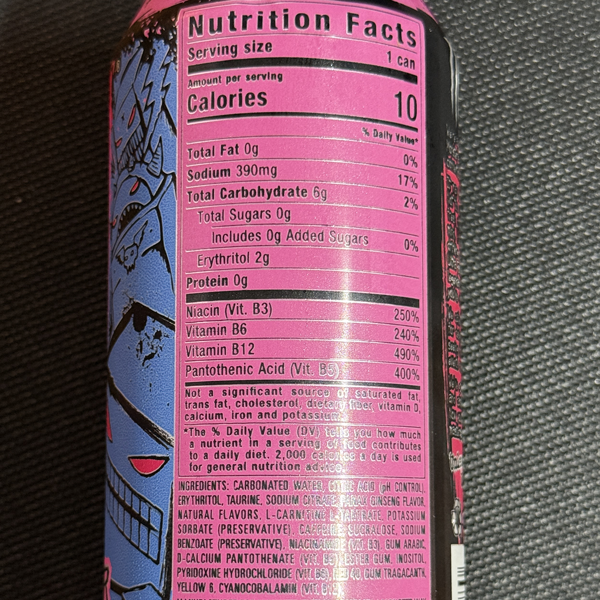 Nutrition Facts
Serving size 1 can
Amount per serving
Calories 10
% Daily Value*
Total Fat 0g 0%
Sodium 390mg 17%
Total Carbohydrate 6g 2%
Total Sugars 0g
Includes 0g Added Sugars 0%
Erythritol 2g
Protein 0g
Niacin (Vit. B3) 250%
Vitamin B6 240%
Vitamin B12 490%
Pantothenic Acid (Vit. B5) 400%
Not a significant source of saturated fat,
trans fat, cholesterol, dietary fiber, vitamin D,
calcium, iron and potassium.
*The % Daily Value (DV) tells you how much
a nutrient in a serving of food contributes
to a daily diet. 2,000 calories a day is used
for general nutrition advice.
INGREDIENTS: CARBONATED WATER, CITRIC ACID (pH CONTROL),
ERYTHRITOL, TAURINE, SODIUM CITRATE, PANAX GINSENG FLAVOR,
NATURAL FLAVORS, L-CARNITINE L-TARTRATE, POTASSIUM
SORBATE (PRESERVATIVE), CAFFEINE, SUCRALOSE, SODIUM
BENZOATE (PRESERVATIVE), NIACINAMIDE (VIT. B3), GUM ARABIC,
D-CALCIUM PANTOTHENATE (VIT. B5), ESTER GUM, INOSITOL,
PYRIDOXINE HYDROCHLORIDE (VIT. B6), RED 40, GUM TRAGACANTH,
YELLOW 6, CYANOCOBALAMIN (VIT. B12)